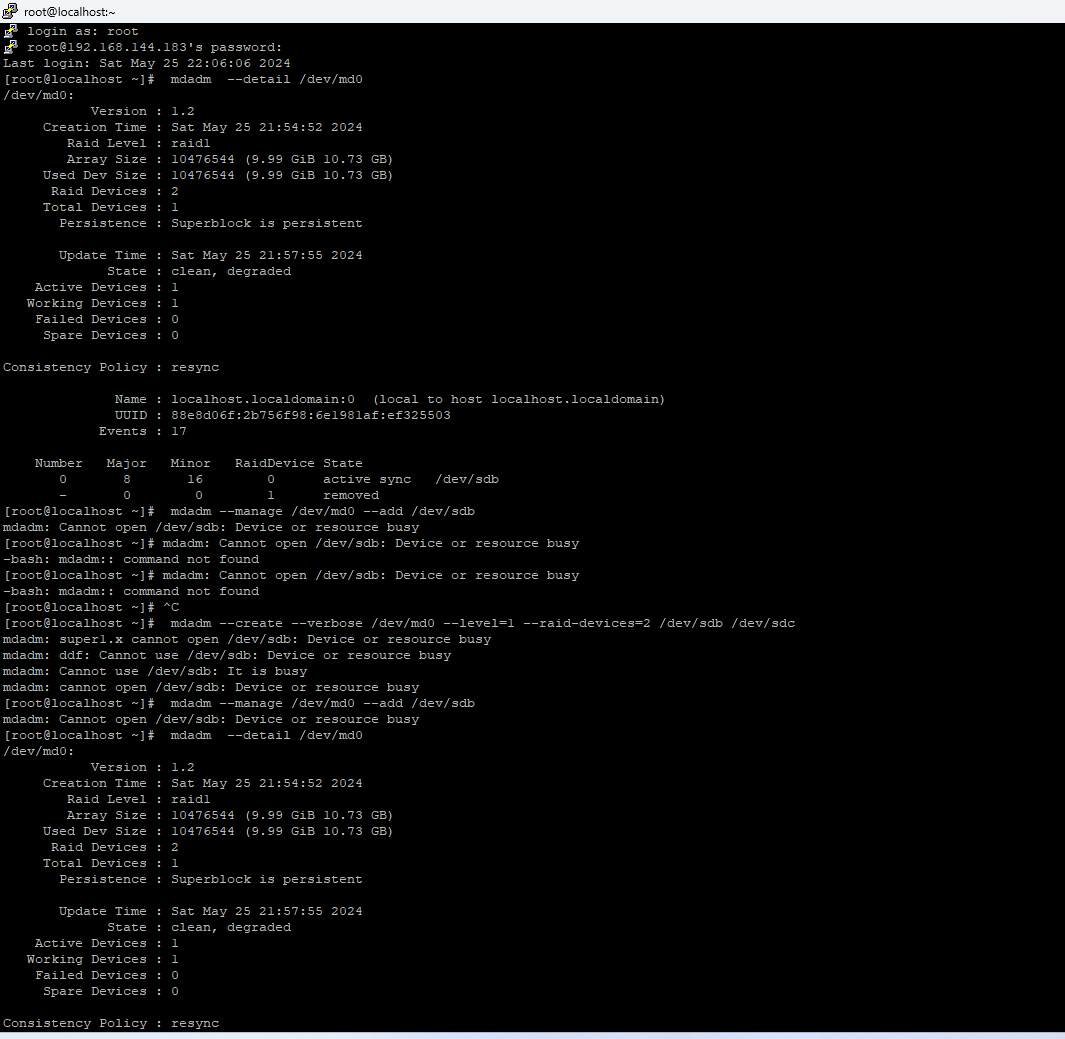 root@localhost:~
login as: root
root@192.168.144.183's password:
Last login: Sat May 25 22:06:06 2024
[root@localhost ~]#  mdadm  --detail /dev/md0
/dev/md0:
           Version : 1.2
     Creation Time : Sat May 25 21:54:52 2024
        Raid Level : raid1
        Array Size : 10476544 (9.99 GiB 10.73 GB)
     Used Dev Size : 10476544 (9.99 GiB 10.73 GB)
      Raid Devices : 2
     Total Devices : 1
       Persistence : Superblock is persistent

       Update Time : Sat May 25 21:57:55 2024
             State : clean, degraded
    Active Devices : 1
   Working Devices : 1
    Failed Devices : 0
     Spare Devices : 0

Consistency Policy : resync

              Name : localhost.localdomain:0  (local to host localhost.localdomain)
              UUID : 88e8d06f:2b756f98:6e1981af:ef325503
            Events : 17

    Number   Major   Minor   RaidDevice State
       0       8       16        0      active sync   /dev/sdb
       -       0        0        1      removed
[root@localhost ~]#  mdadm --manage /dev/md0 --add /dev/sdb
mdadm: Cannot open /dev/sdb: Device or resource busy
[root@localhost ~]# mdadm: Cannot open /dev/sdb: Device or resource busy
-bash: mdadm:: command not found
[root@localhost ~]# mdadm: Cannot open /dev/sdb: Device or resource busy
-bash: mdadm:: command not found
[root@localhost ~]# ^C
[root@localhost ~]#  mdadm --create --verbose /dev/md0 --level=1 --raid-devices=2 /dev/sdb /dev/sdc
mdadm: super1.x cannot open /dev/sdb: Device or resource busy
mdadm: ddf: Cannot use /dev/sdb: Device or resource busy
mdadm: Cannot use /dev/sdb: It is busy
mdadm: cannot open /dev/sdb: Device or resource busy
[root@localhost ~]#  mdadm --manage /dev/md0 --add /dev/sdb
mdadm: Cannot open /dev/sdb: Device or resource busy
[root@localhost ~]#  mdadm  --detail /dev/md0
/dev/md0:
           Version : 1.2
     Creation Time : Sat May 25 21:54:52 2024
        Raid Level : raid1
        Array Size : 10476544 (9.99 GiB 10.73 GB)
     Used Dev Size : 10476544 (9.99 GiB 10.73 GB)
      Raid Devices : 2
     Total Devices : 1
       Persistence : Superblock is persistent

       Update Time : Sat May 25 21:57:55 2024
             State : clean, degraded
    Active Devices : 1
   Working Devices : 1
    Failed Devices : 0
     Spare Devices : 0

Consistency Policy : resync